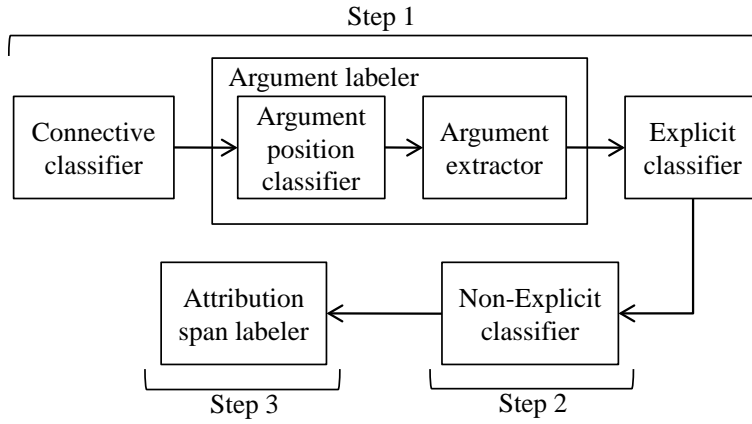 Step 1
Argument labeler
Connective
classifier
Argument
position
classifier
Argument
extractor
Explicit
classifier
Attribution
span labeler
Non-Explicit
classifier
Step 3
Step 2